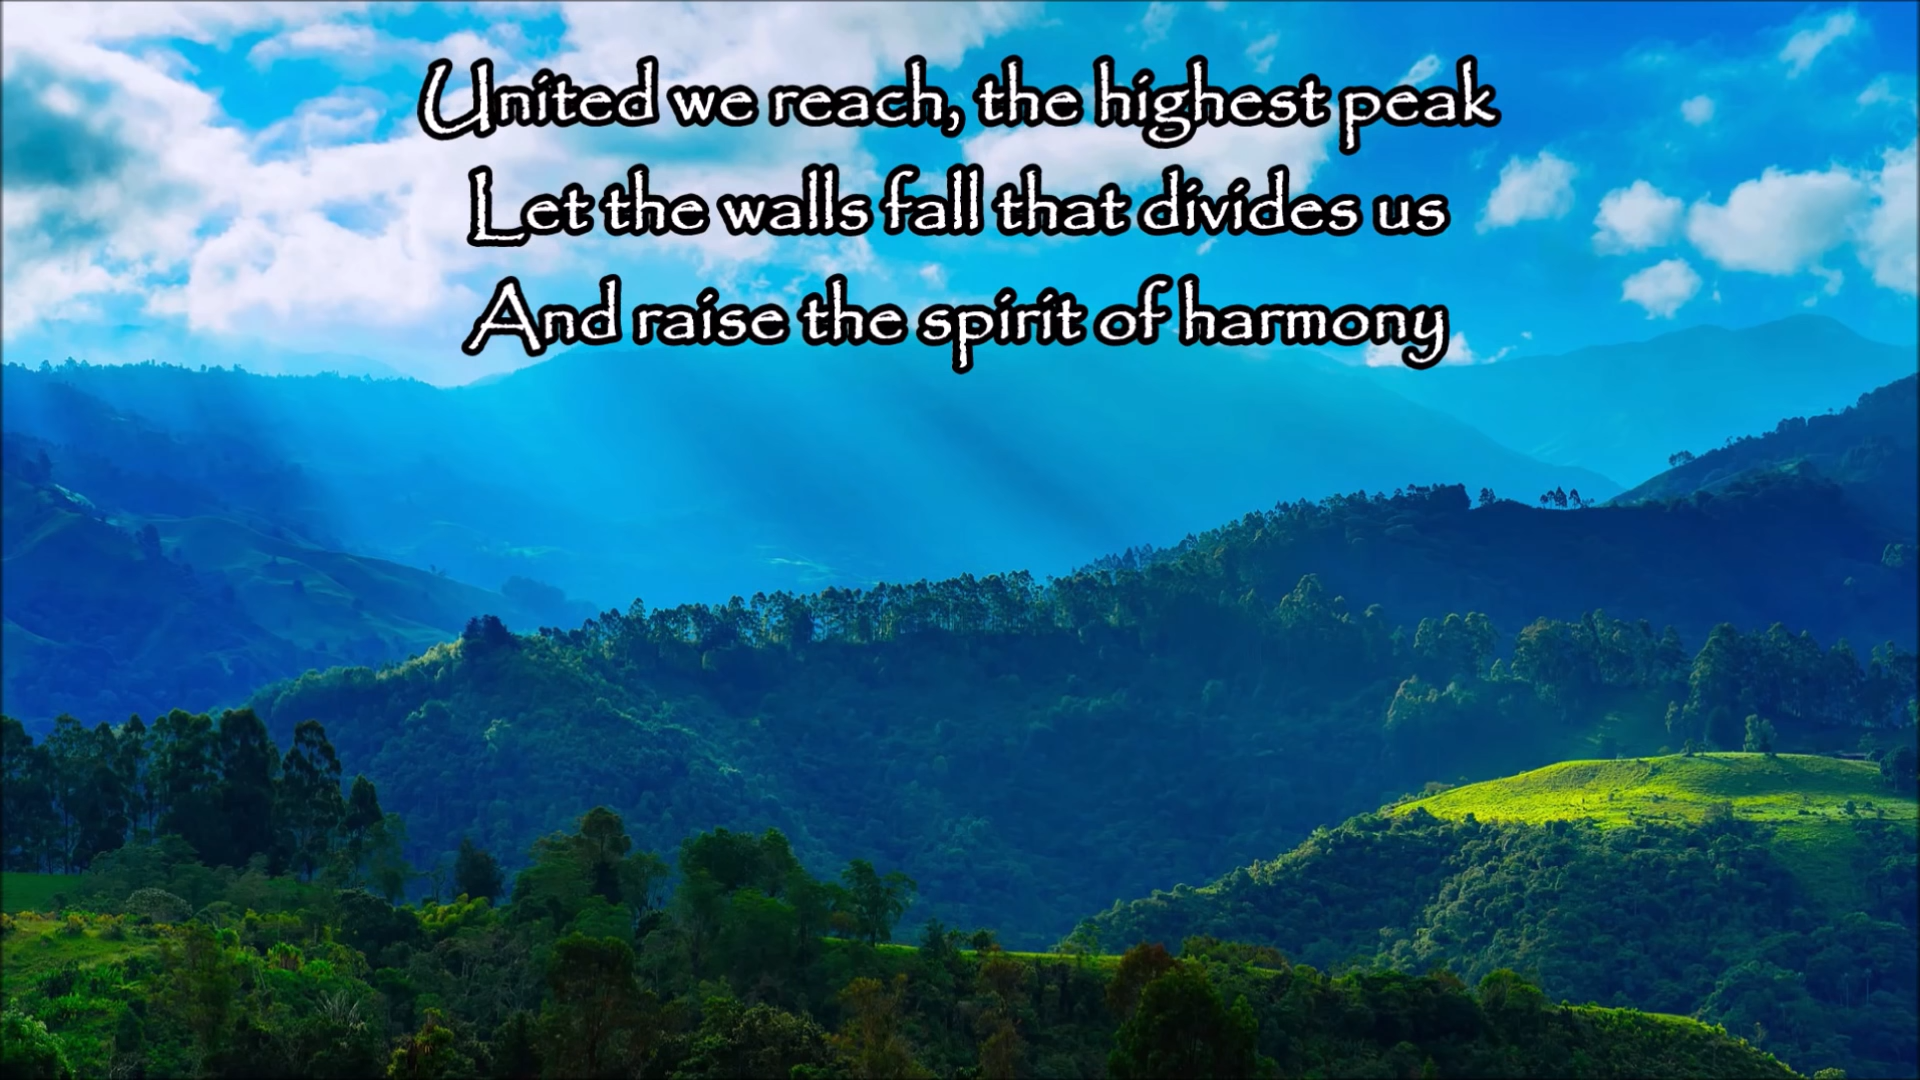 United we reach, the highest peak
Let the walls fall that divides us
And raise the spirit of harmony